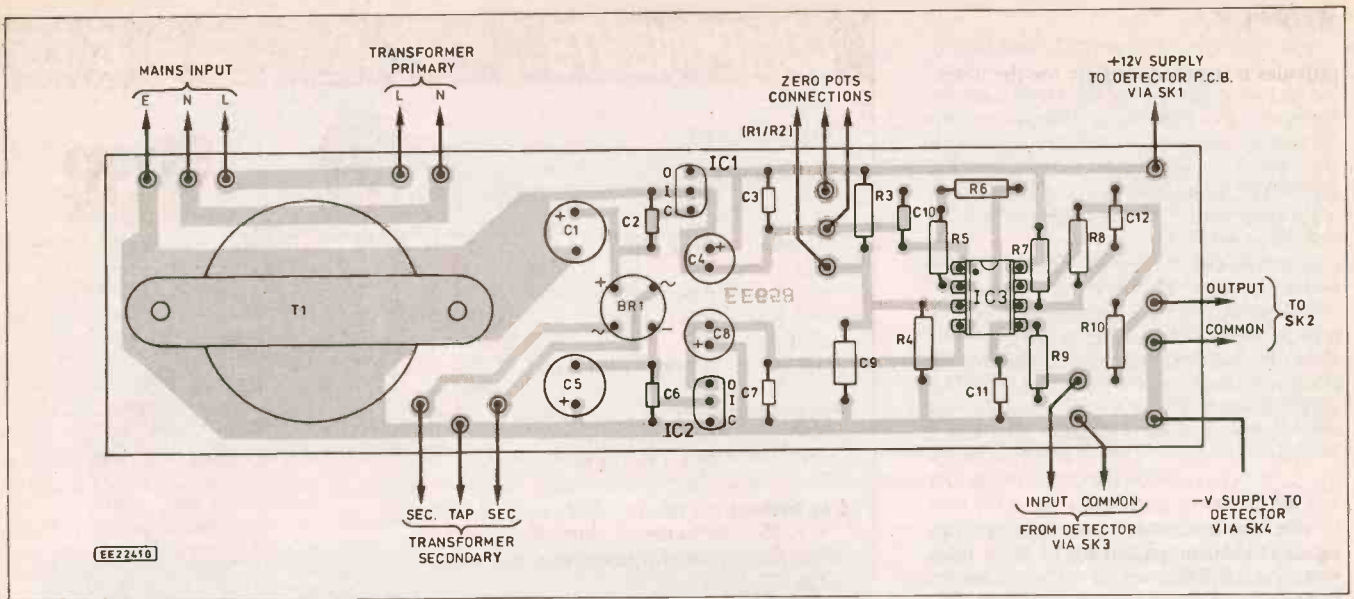 MAINS INPUT
E N L
TRANSFORMER
PRIMARY
L N
ZERO POTS
CONNECTIONS
(R1/R2)
+12V SUPPLY
TO DETECTOR P.C.B.
VIA SK1
IC1
O
I
C
C2
C3
R3
C10
R6
R5
R7
R8
C12
+
C1
C4
+
T1
+
~
BR1
~
-
EE698
IC3
OUTPUT
COMMON
TO
SK2
C8
+
C9
R4
R9
R10
C5
+
C6
IC2
O
I
C
C7
C11
SEC. TAP SEC
TRANSFORMER
SECONDARY
INPUT COMMON
FROM DETECTOR
VIA SK3
-V SUPPLY TO
DETECTOR
VIA SK4
EE2241G